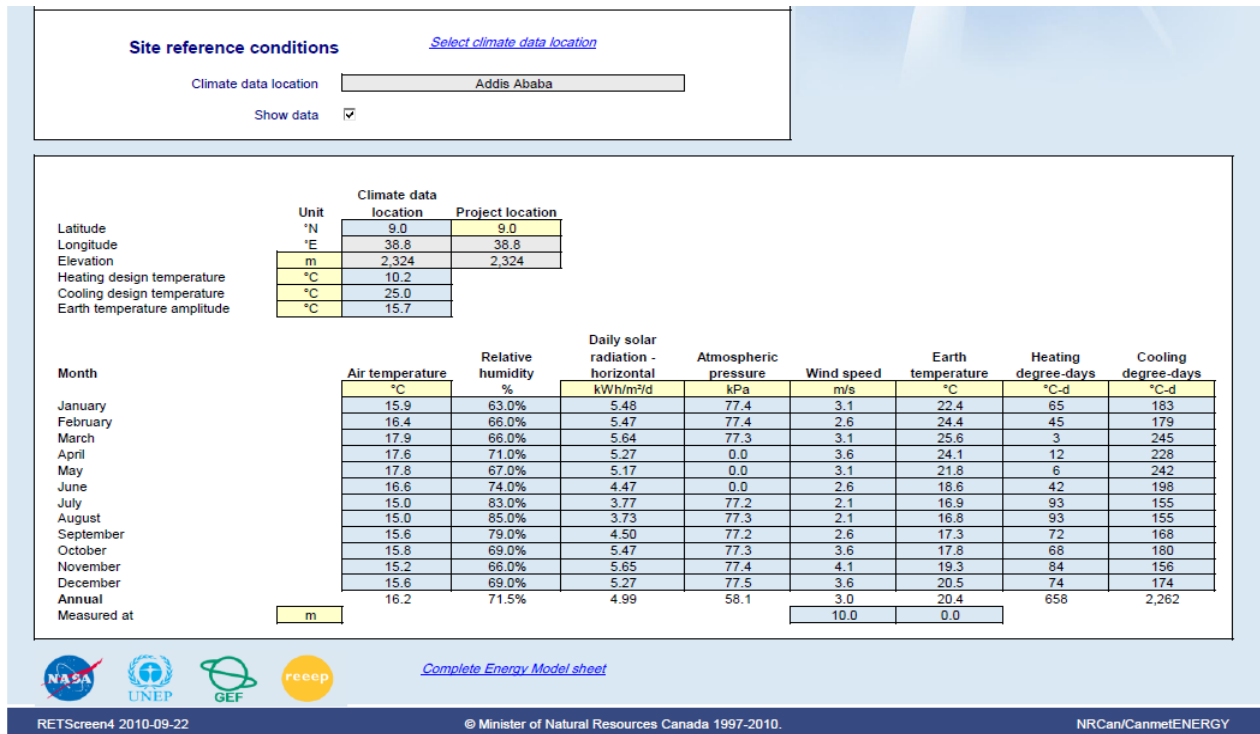 Site reference conditions Select climate data location
Climate data location Addis Ababa
Show data
Climate data
Unit location Project location
Latitude °N 9.0 9.0
Longitude °E 38.8 38.8
Elevation m 2,324 2,324
Heating design temperature °C 10.2
Cooling design temperature °C 25.0
Earth temperature amplitude °C 15.7
Daily solar
Relative radiation - Atmospheric Earth Heating Cooling
Month Air temperature humidity horizontal pressure Wind speed temperature degree-days degree-days
°C % kWh/m²/d kPa m/s °C °C-d °C-d
January 15.9 63.0% 5.48 77.4 3.1 22.4 65 183
February 16.4 66.0% 5.47 77.4 2.6 24.4 45 179
March 17.9 66.0% 5.64 77.3 3.1 25.6 3 245
April 17.6 71.0% 5.27 0.0 3.6 24.1 12 228
May 17.8 67.0% 5.17 0.0 3.1 21.8 6 242
June 16.6 74.0% 4.47 0.0 2.6 18.6 42 198
July 15.0 83.0% 3.77 77.2 2.1 16.9 93 155
August 15.0 85.0% 3.73 77.3 2.1 16.8 93 155
September 15.6 79.0% 4.50 77.2 2.6 17.3 72 168
October 15.8 69.0% 5.47 77.3 3.6 17.8 68 180
November 15.2 66.0% 5.65 77.4 4.1 19.3 84 156
December 15.6 69.0% 5.27 77.5 3.6 20.5 74 174
Annual 16.2 71.5% 4.99 58.1 3.0 20.4 658 2,262
Measured at m 10.0 0.0
NASA UNEP GEF reeep Complete Energy Model sheet
RETScreen4 2010-09-22 © Minister of Natural Resources Canada 1997-2010. NRCan/CanmetENERGY